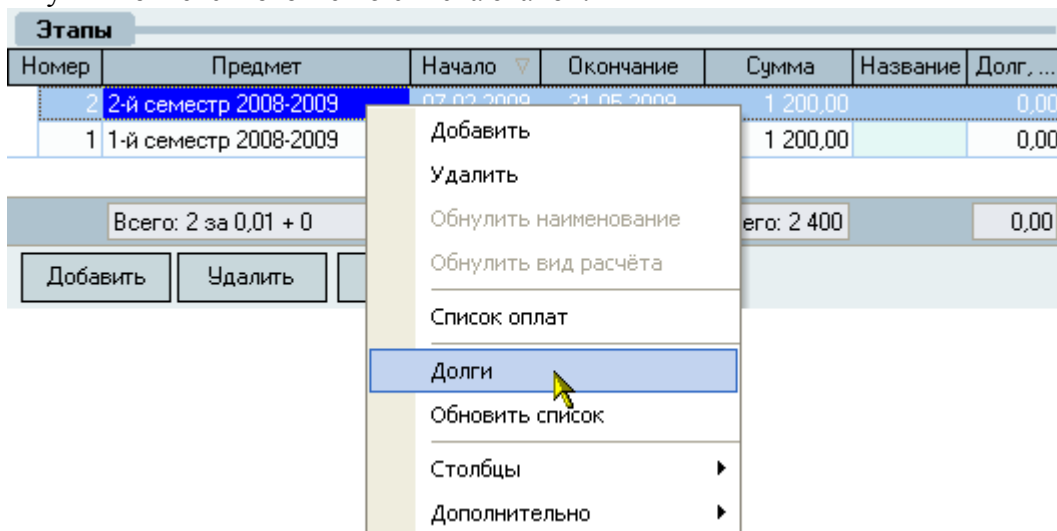 Этапы
Номер Предмет Начало Окончание Сумма Название Долг, ...
2 2-й семестр 2008-2009 07.02.2009 31.05.2009 1 200,00 0,00
1 1-й семестр 2008-2009 1 200,00 0,00
Всего: 2 за 0,01 + 0 его: 2 400 0,00
Добавить Удалить
Добавить
Удалить
Обнулить наименование
Обнулить вид расчёта
Список оплат
Долги
Обновить список
Столбцы
Дополнительно